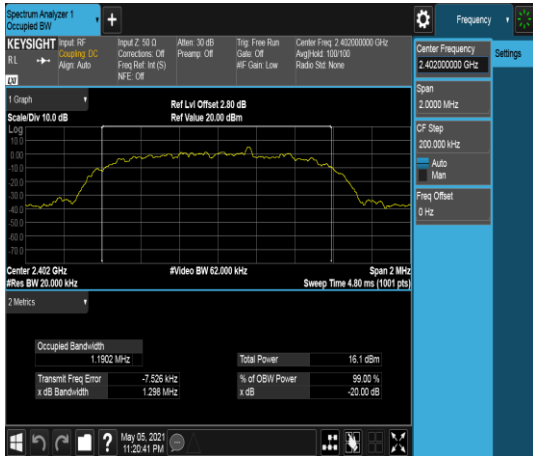 Spectrum Analyzer 1
Occupied BW
+
Frequency
KEYSIGHT
Input: RF
Coupling: DC
Align: Auto
RL
LXI
Input Z: 50 Ω
Corrections: Off
Freq Ref: Int (S)
NFE: Off
Atten: 30 dB
Preamp: Off
Trig: Free Run
Gate: Off
#IF Gain: Low
Center Freq: 2.402000000 GHz
Avg|Hold: 100/100
Radio Std: None
Center Frequency
2.402000000 GHz
Settings
Span
2.0000 MHz
CF Step
200.000 kHz
Auto
Man
Freq Offset
0 Hz
1 Graph
Scale/Div 10.0 dB
Ref Lvl Offset 2.80 dB
Ref Value 20.00 dBm
Log
10.0
0.00
-10.0
-20.0
-30.0
-40.0
-50.0
-60.0
-70.0
Center 2.402 GHz
#Res BW 20.000 kHz
#Video BW 62.000 kHz
Span 2 MHz
Sweep Time 4.80 ms (1001 pts)
2 Metrics
Occupied Bandwidth
1.1902 MHz
Total Power 16.1 dBm
Transmit Freq Error -7.526 kHz
% of OBW Power 99.00 %
x dB Bandwidth 1.298 MHz
x dB -20.00 dB
?
May 05, 2021
11:20:41 PM